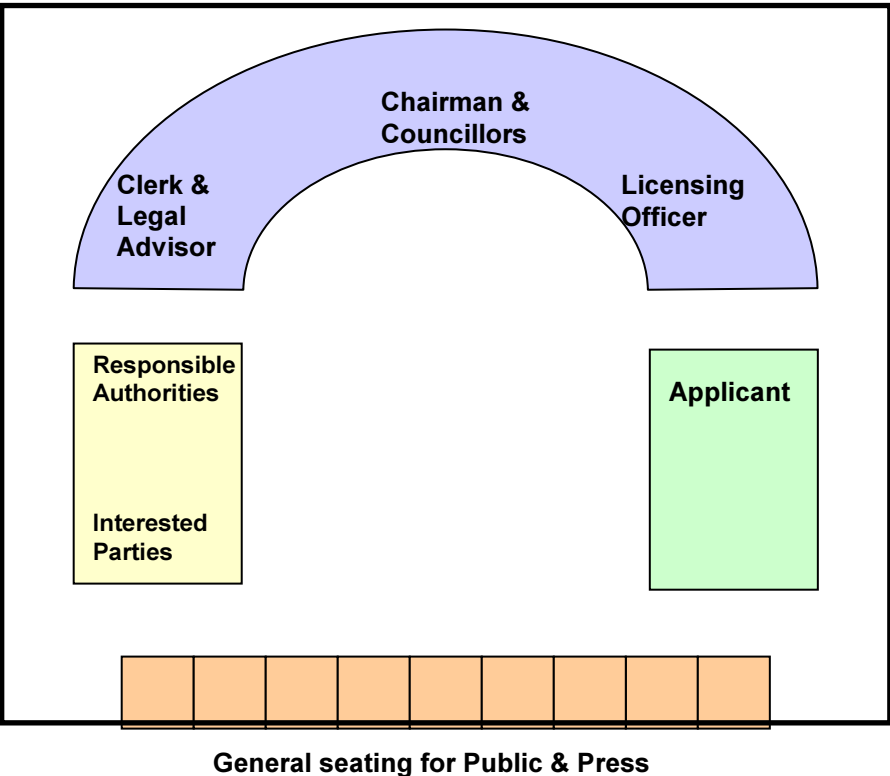 Chairman &
Councillors
Clerk &
Legal
Advisor
Licensing
Officer
Responsible
Authorities
Interested
Parties
Applicant
General seating for Public & Press